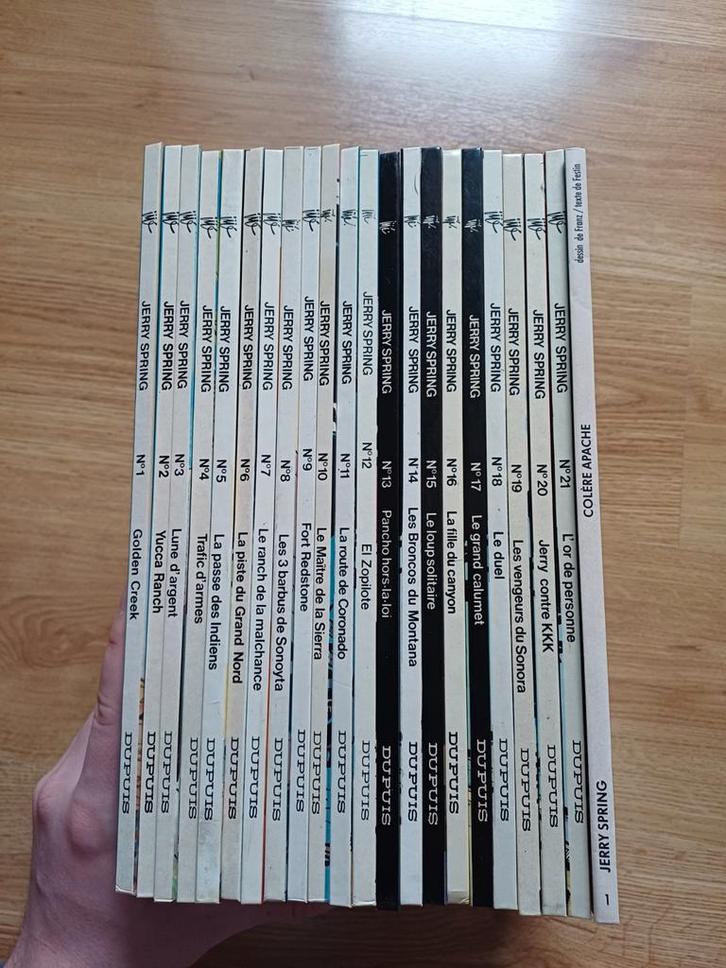 JERRY SPRING N°1 Golden Creek DUPUIS
JERRY SPRING N°2 Yucca Ranch DUPUIS
JERRY SPRING N°3 Lune d'argent DUPUIS
JERRY SPRING N°4 Trafic d'armes DUPUIS
JERRY SPRING N°5 La passe des Indiens DUPUIS
JERRY SPRING N°6 La piste du Grand Nord DUPUIS
JERRY SPRING N°7 Le ranch de la malchance DUPUIS
JERRY SPRING N°8 Les 3 barbus de Sonoyta DUPUIS
JERRY SPRING N°9 Fort Redstone DUPUIS
JERRY SPRING N°10 Le Maître de la Sierra DUPUIS
JERRY SPRING N°11 La route de Coronado DUPUIS
JERRY SPRING N°12 El Zopilote DUPUIS
JERRY SPRING N°13 Pancho hors-la-loi DUPUIS
JERRY SPRING N°14 Les Broncos du Montana DUPUIS
JERRY SPRING N°15 Le loup solitaire DUPUIS
JERRY SPRING N°16 La fille du canyon DUPUIS
JERRY SPRING N°17 Le grand calumet DUPUIS
JERRY SPRING N°18 Le duel DUPUIS
JERRY SPRING N°19 Les vengeurs du Sonora DUPUIS
JERRY SPRING N°20 Jerry contre KKK DUPUIS
JERRY SPRING N°21 L'or de personne DUPUIS
dessin de Franz / texte de Festin COLÈRE APACHE JERRY SPRING 1